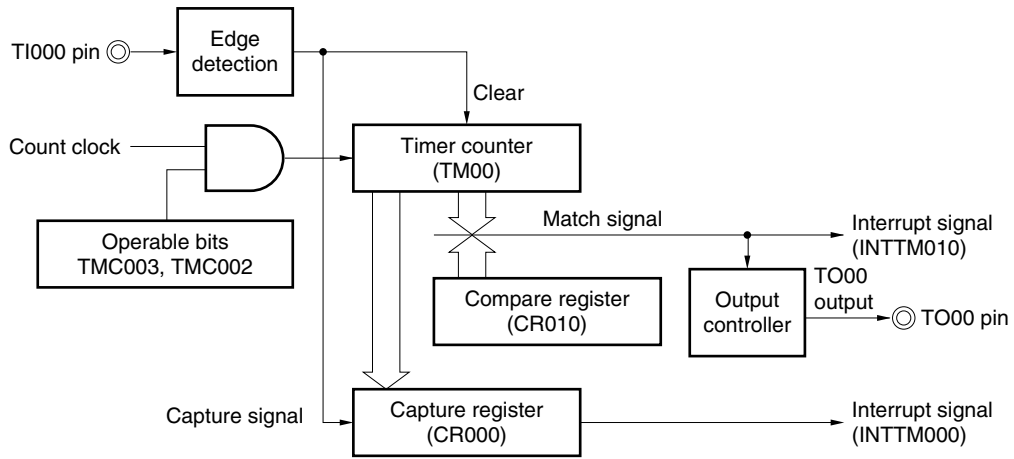 Edge
detection
TI000 pin
Clear
Count clock
Timer counter
(TM00)
Operable bits
TMC003, TMC002
Match signal
Interrupt signal
(INTTM010)
Compare register
(CR010)
Output
controller
TO00
output
TO00 pin
Capture signal
Capture register
(CR000)
Interrupt signal
(INTTM000)